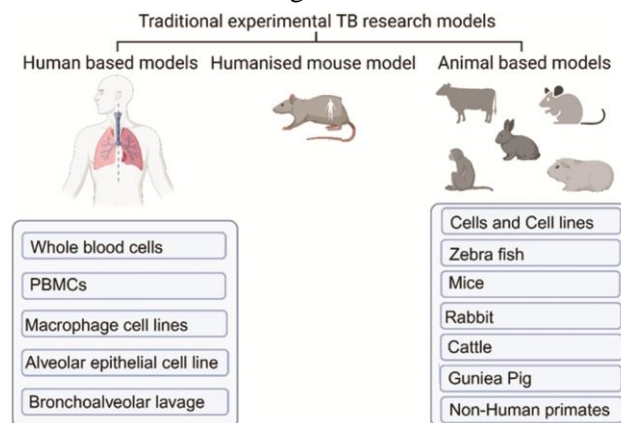 Traditional experimental TB research models
Human based models
Humanised mouse model
Animal based models
Whole blood cells
PBMCs
Macrophage cell lines
Alveolar epithelial cell line
Bronchoalveolar lavage
Cells and Cell lines
Zebra fish
Mice
Rabbit
Cattle
Guniea Pig
Non-Human primates